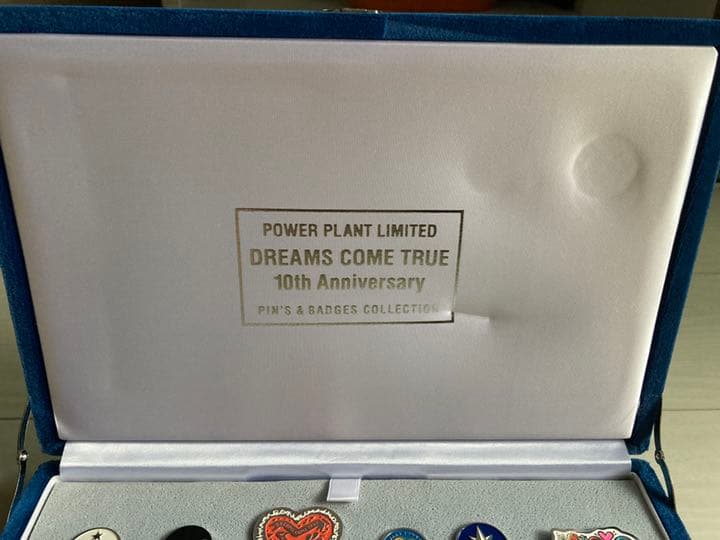 POWER PLANT LIMITED
DREAMS COME TRUE
10th Anniversary
PIN'S & BADGES COLLECTION